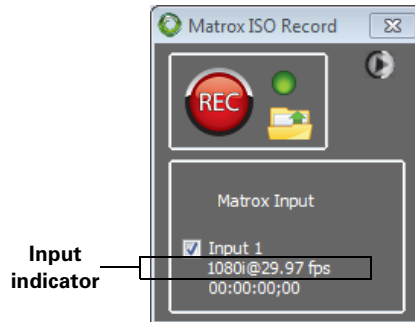 Matrox ISO Record
REC
Matrox Input
Input 1
Input indicator
1080i@29.97 fps
00:00:00;00